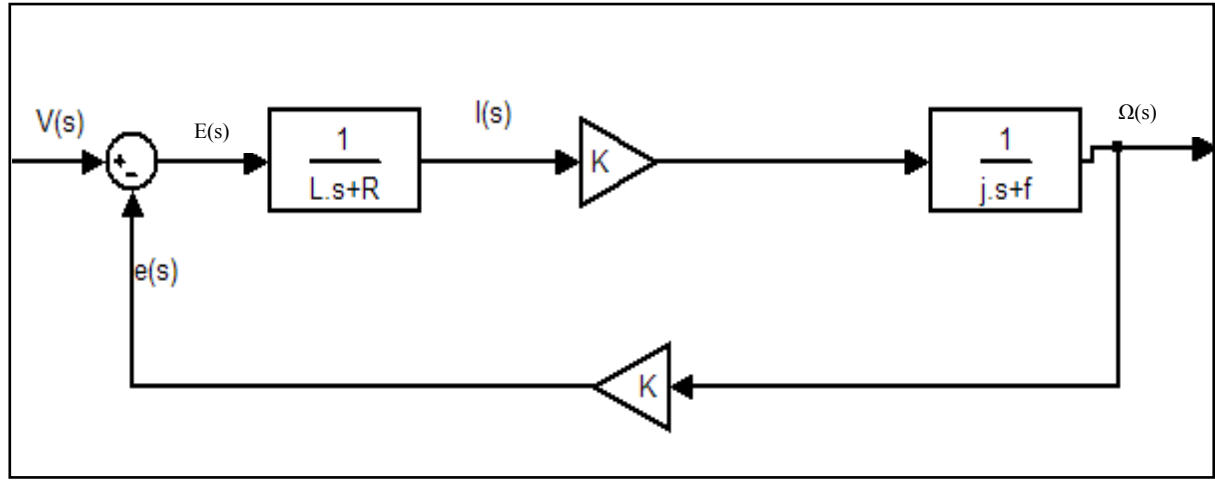 V(s)
+
-
E(s)
1
L.s+R
I(s)
K
1
j.s+f
Ω(s)
e(s)
K